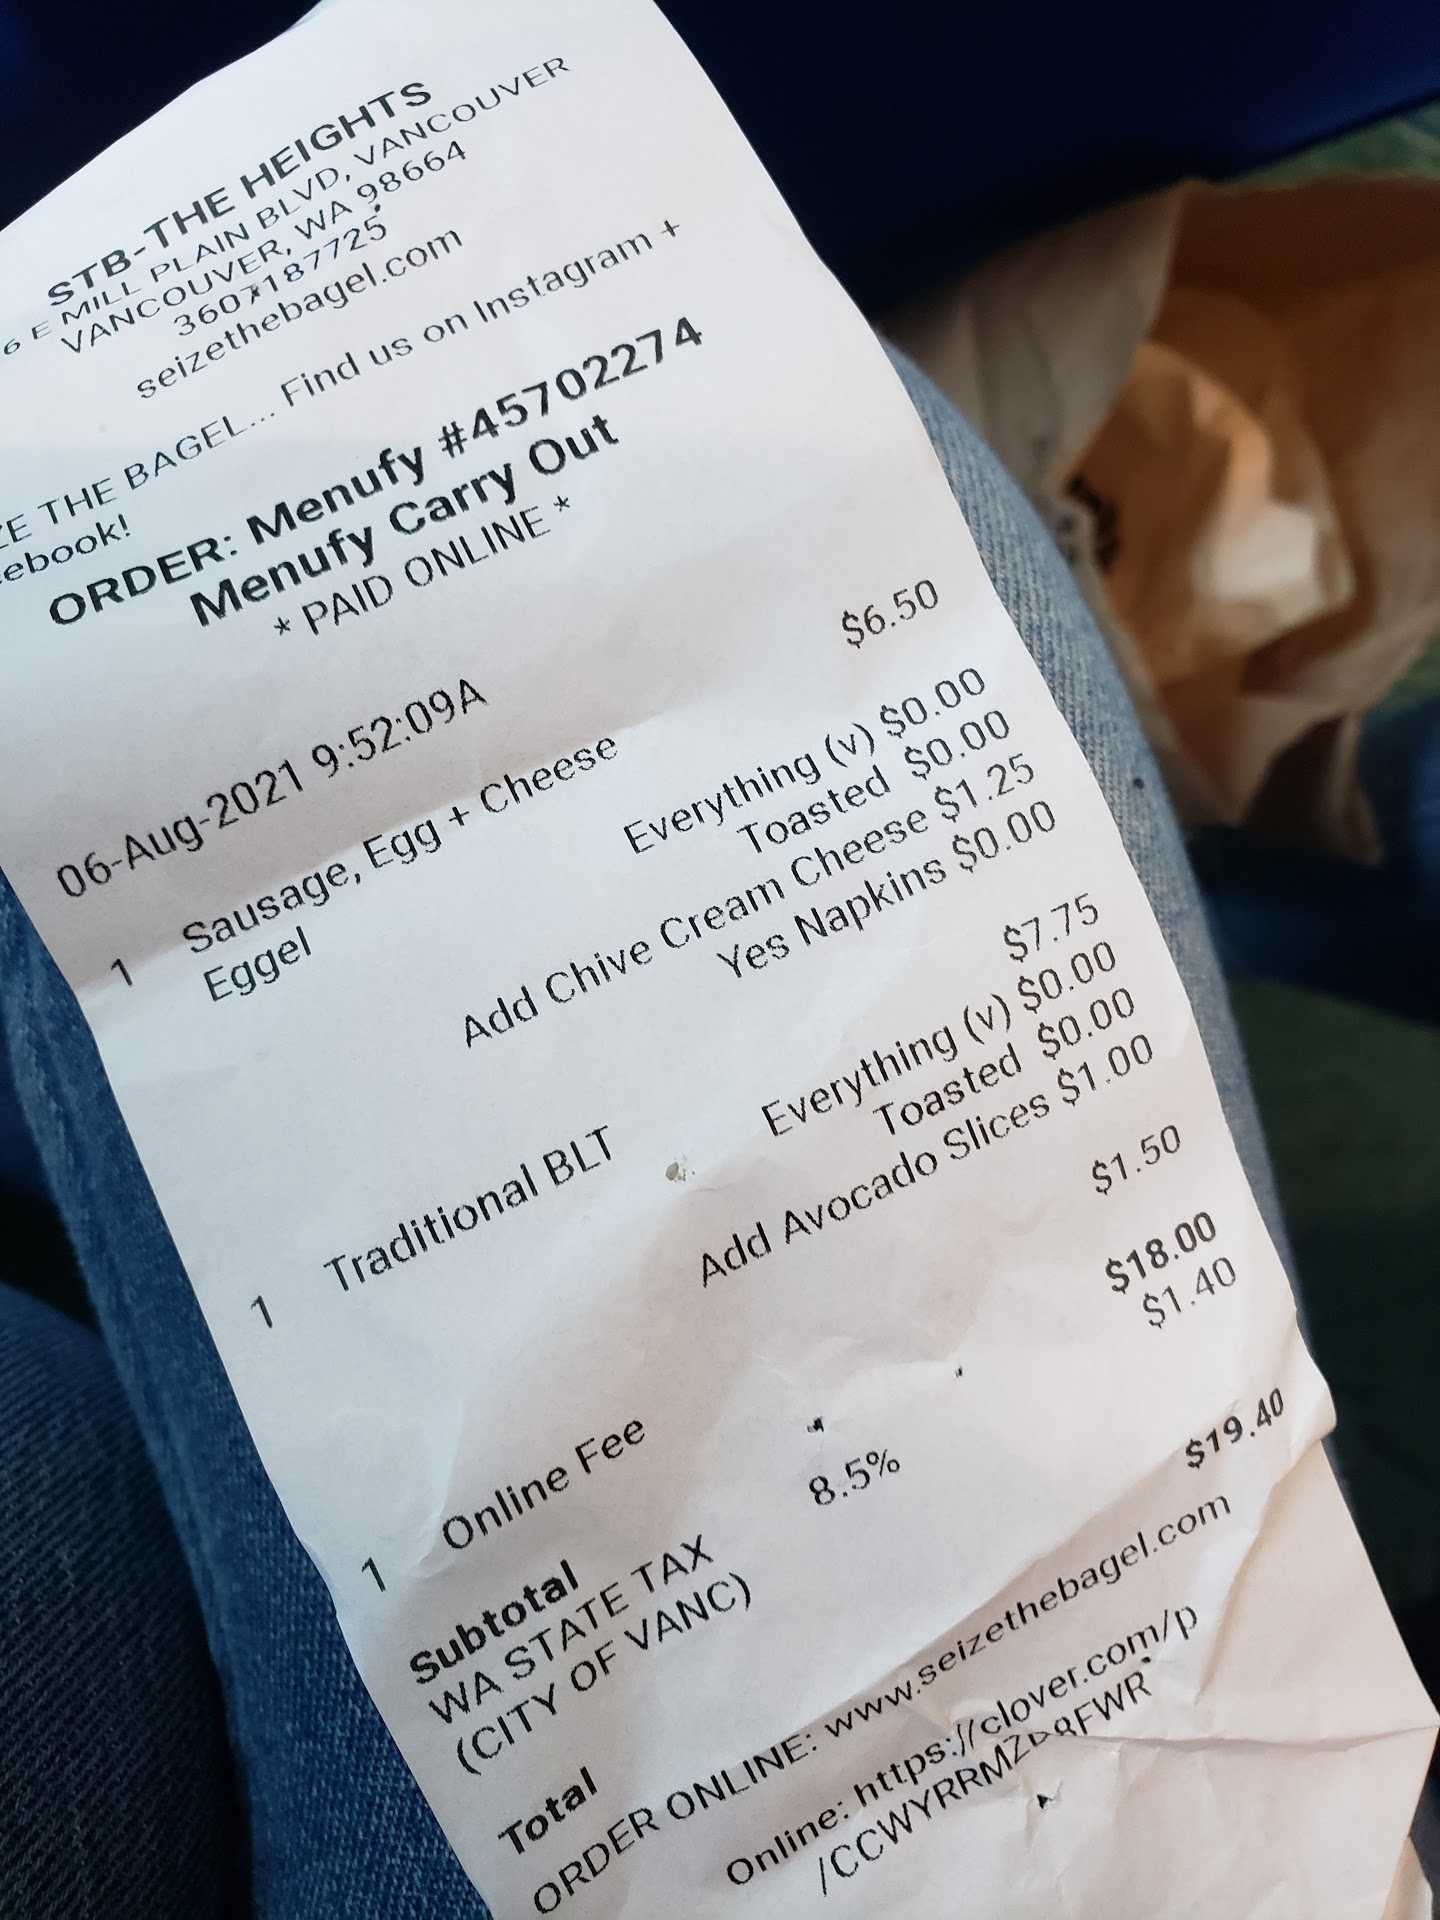 STB-THE HEIGHTS
6 E MILL PLAIN BLVD, VANCOUVER
VANCOUVER, WA 98664
3607187725
seizethebagel.com
ZE THE BAGEL... Find us on Instagram +
ebook!
ORDER: Menufy #45702274
Menufy Carry Out
* PAID ONLINE *
06-Aug-2021 9:52:09A
1 Sausage, Egg + Cheese $6.50
Eggel
Everything (v) $0.00
Toasted $0.00
Add Chive Cream Cheese $1.25
Yes Napkins $0.00
1 Traditional BLT $7.75
Everything (v) $0.00
Toasted $0.00
Add Avocado Slices $1.00
1 Online Fee $1.50
Subtotal $18.00
WA STATE TAX 8.5% $1.40
(CITY OF VANC)
Total $19.40
ORDER ONLINE: www.seizethebagel.com
Online: https://clover.com/p